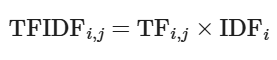 TFIDF_{i,j} = TF_{i,j} × IDF_i